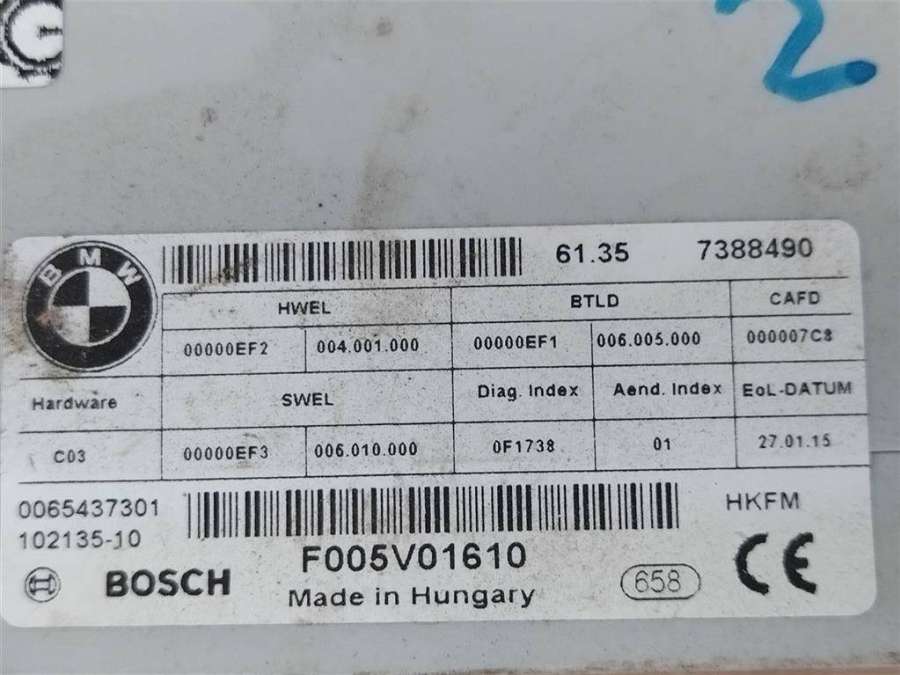 G
2
BMW
61.35 7388490
HWEL BTLD CAFD
00000EF2 004.001.000 00000EF1 006.005.000 000007C8
Hardware SWEL Diag. Index Aend. Index EoL-DATUM
C03 00000EF3 006.010.000 0F1738 01 27.01.15
0065437301
102135-10
HKFM
F005V01610
BOSCH
Made in Hungary
658
CE